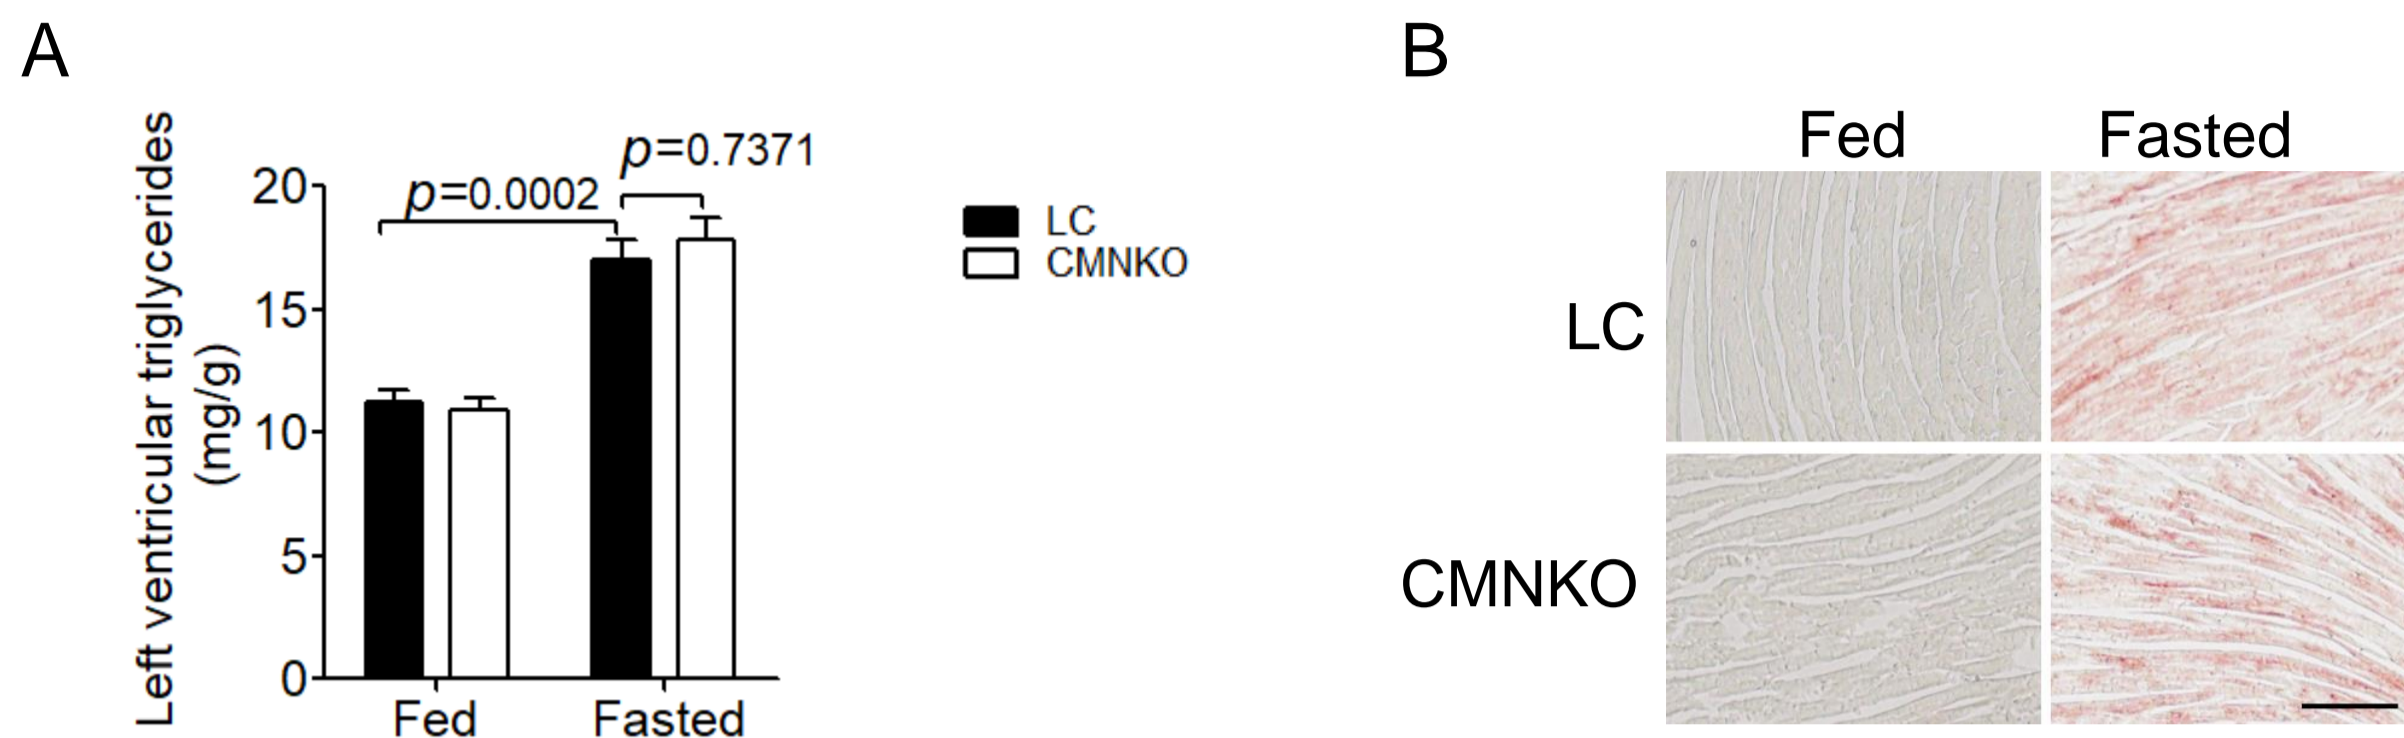 A
Left ventricular triglycerides
(mg/g)
20
15
10
5
0
p=0.0002
p=0.7371
Fed
Fasted
LC
CMNKO
B
Fed
Fasted
LC
CMNKO